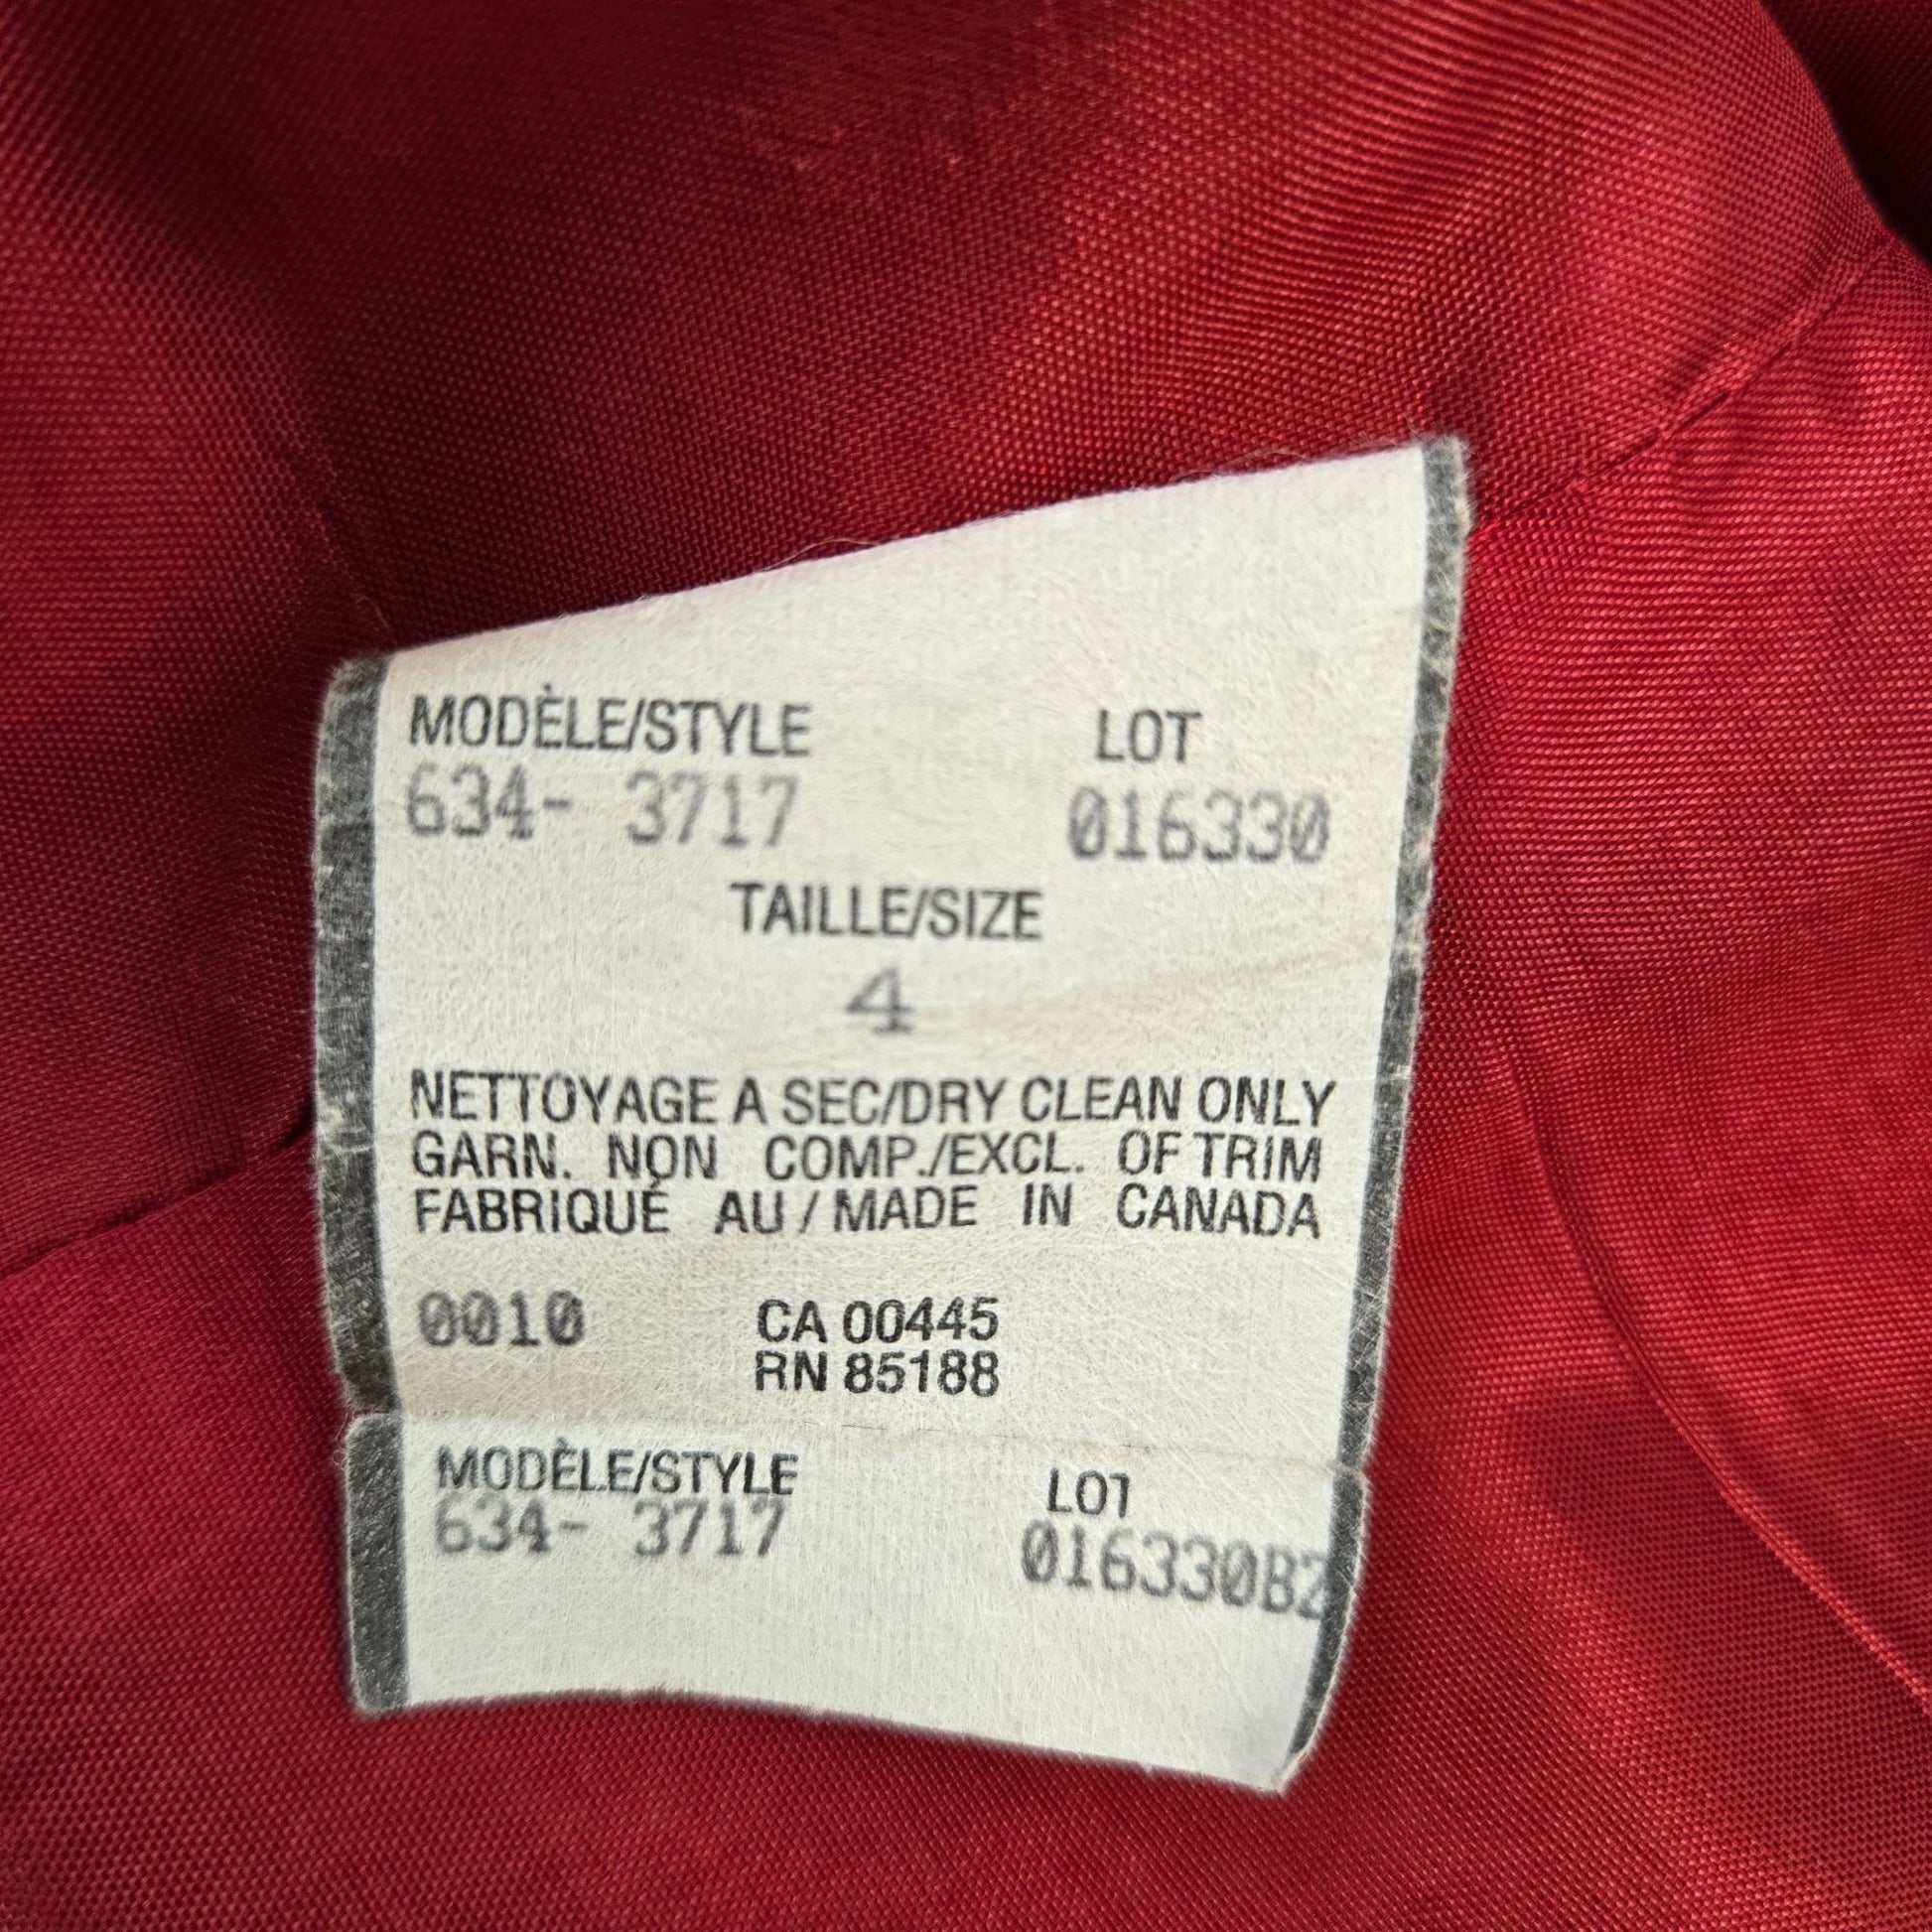 MODÈLE/STYLE LOT
634- 3717 016330
TAILLE/SIZE
4
NETTOYAGE A SEC/DRY CLEAN ONLY
GARN. NON COMP./EXCL. OF TRIM
FABRIQUÉ AU / MADE IN CANADA
0010 CA 00445
RN 85188
MODÈLE/STYLE LOT
634- 3717 016330B2